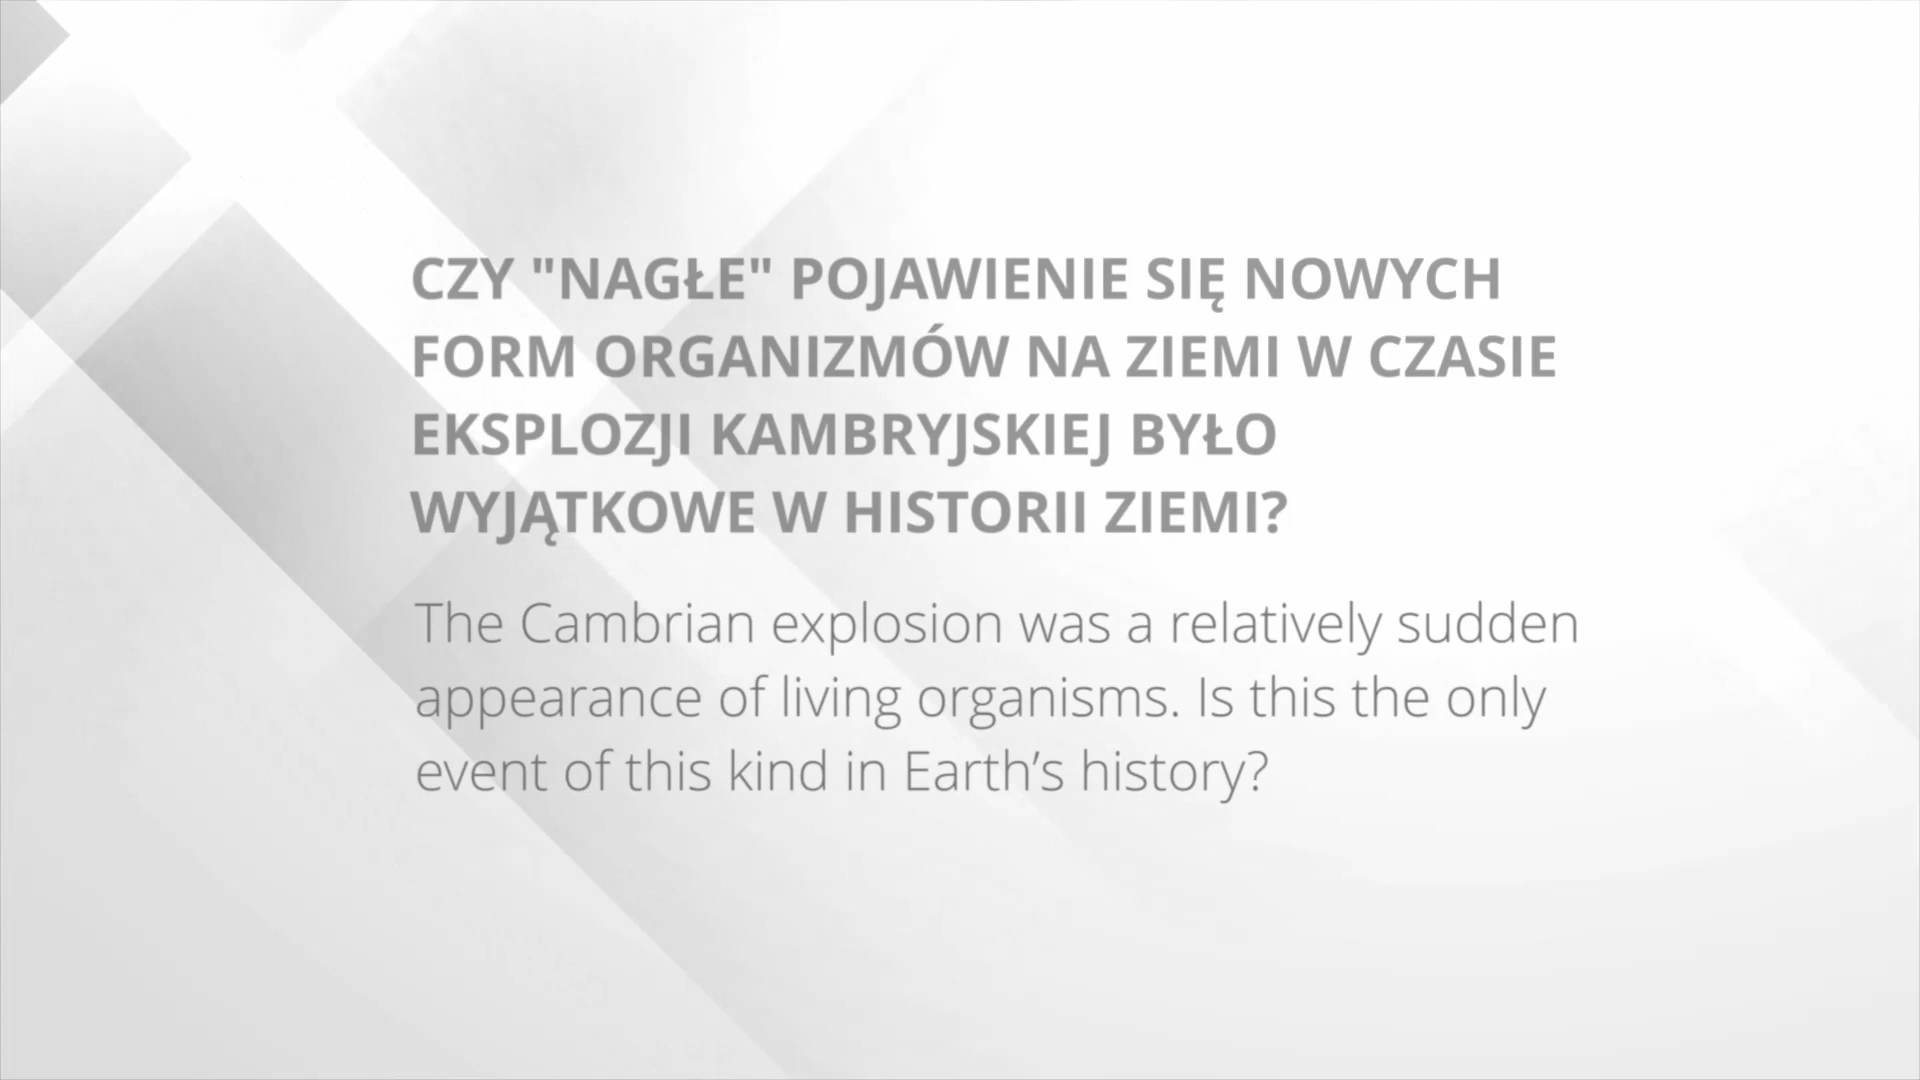 CZY "NAGŁE" POJAWIENIE SIĘ NOWYCH
FORM ORGANIZMÓW NA ZIEMI W CZASIE
EKSPLOZJI KAMBRYJSKIEJ BYŁO
WYJĄTKOWE W HISTORII ZIEMI?
The Cambrian explosion was a relatively sudden
appearance of living organisms. Is this the only
event of this kind in Earth’s history?